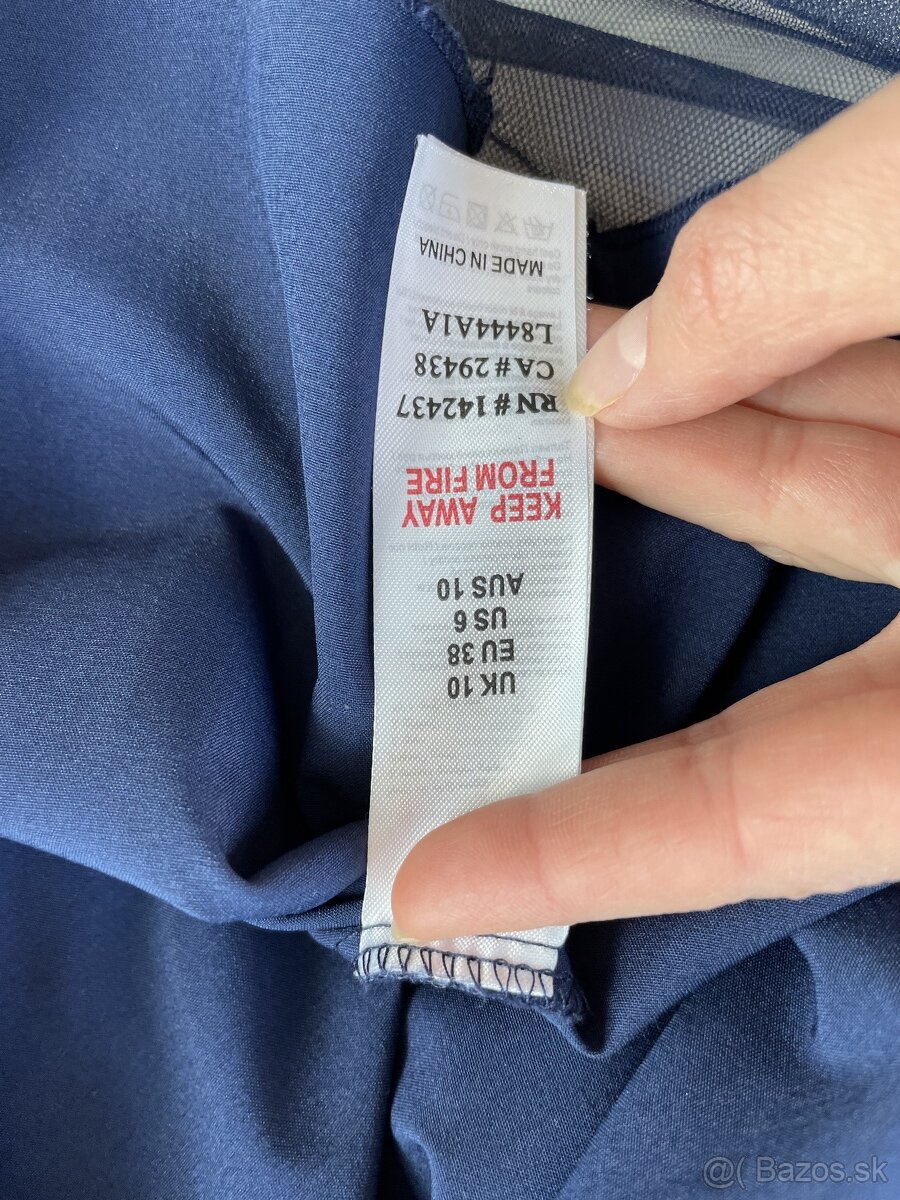 UK 10
EU 38
US 6
AUS 10
KEEP AWAY
FROM FIRE
RN # 142437
CA # 29438
L8444A1A
MADE IN CHINA
@( Bazos.sk